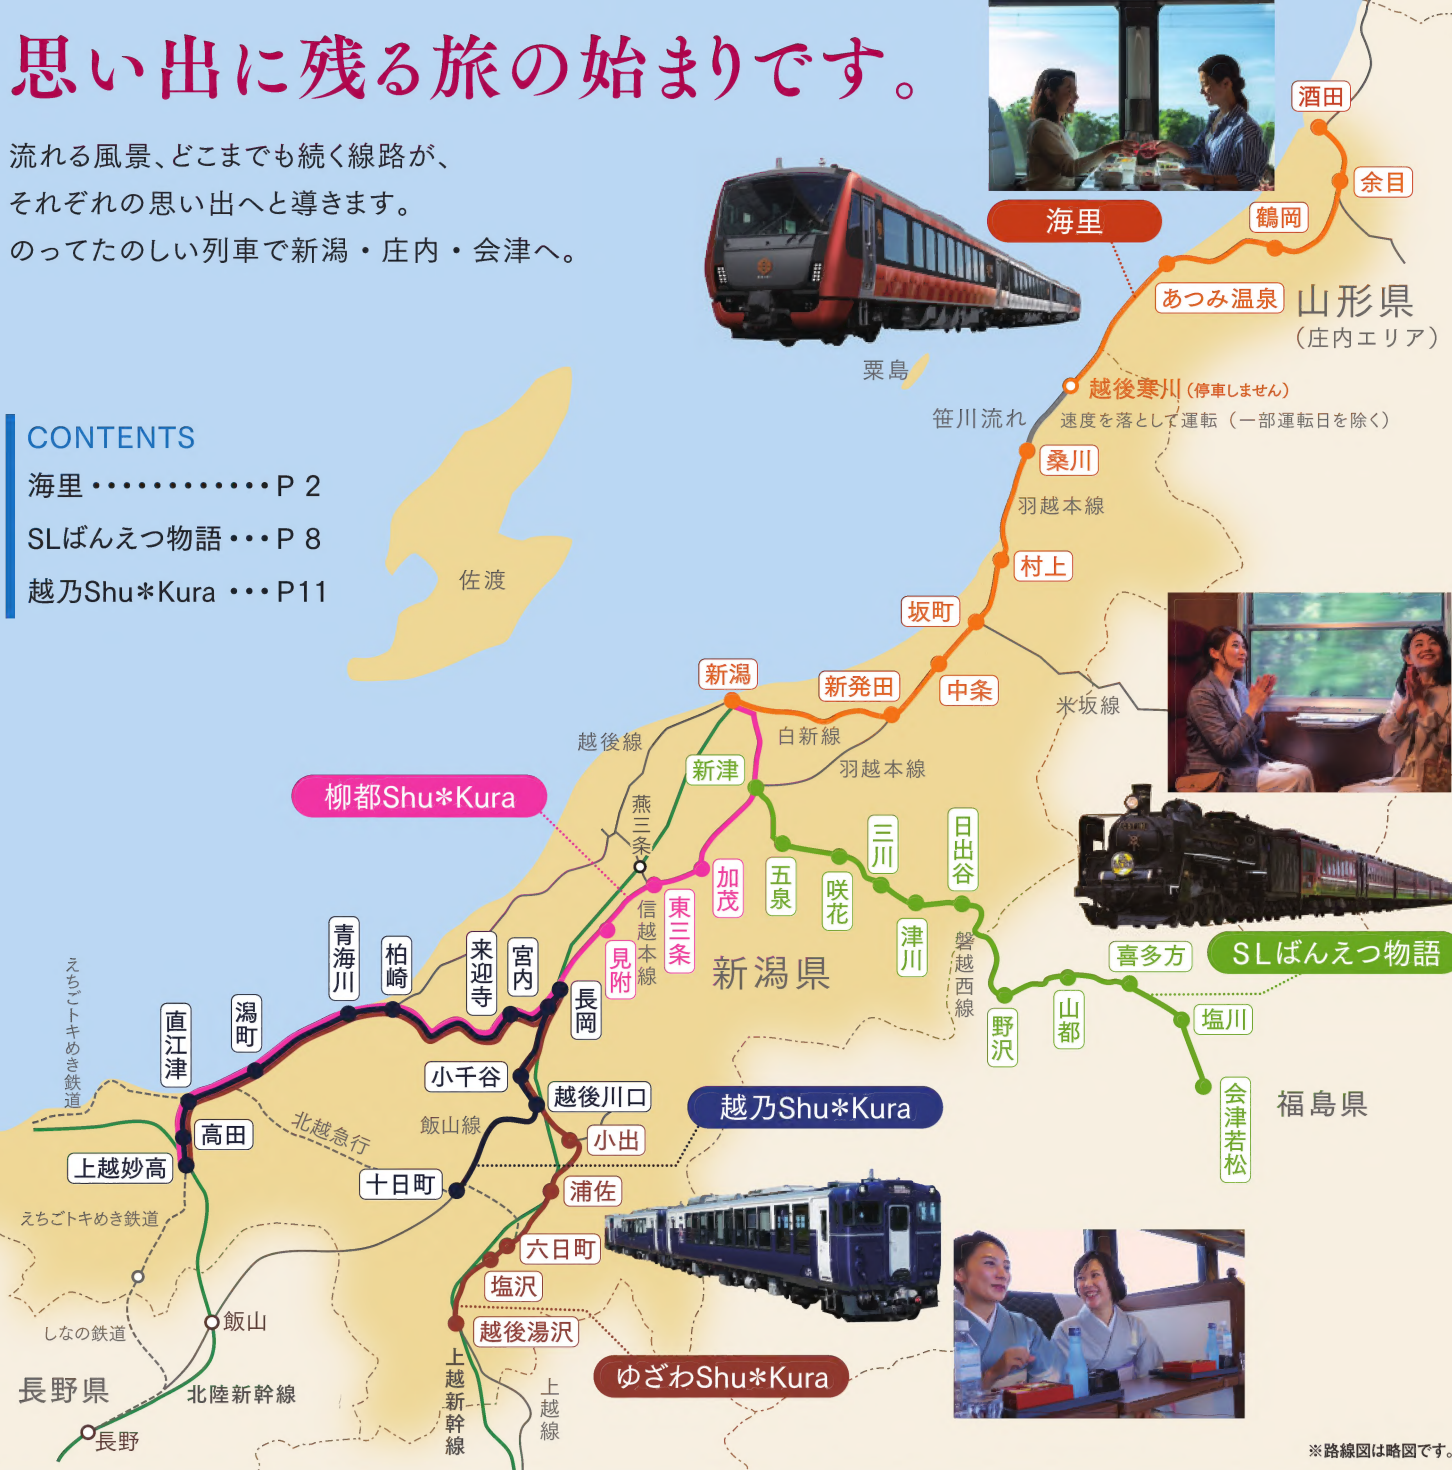 思い出に残る旅の始まりです。
流れる風景、どこまでも続く線路が、
それぞれの思い出へと導きます。
のってたのしい列車で新潟・庄内・会津へ。
CONTENTS
海里・・・・・・・・・・・・P 2
SLばんえつ物語・・・P 8
越乃Shu＊Kura ・・・P11
海里
酒田
余目
鶴岡
あつみ温泉
山形県
（庄内エリア）
粟島
越後寒川（停車しません）
笹川流れ
速度を落として運転（一部運転日を除く）
桑川
羽越本線
村上
佐渡
坂町
中条
新発田
新潟
米坂線
白新線
越後線
羽越本線
新津
柳都Shu＊Kura
燕三条
三川
日出谷
五泉
咲花
津川
加茂
東三条
信越本線
見附
新潟県
磐越西線
喜多方
SLばんえつ物語
山都
野沢
塩川
会津若松
福島県
青海川
柏崎
来迎寺
宮内
長岡
潟町
直江津
えちごトキめき鉄道
高田
上越妙高
北越急行
小千谷
越後川口
飯山線
越乃Shu＊Kura
小出
十日町
浦佐
えちごトキめき鉄道
六日町
塩沢
越後湯沢
飯山
しなの鉄道
ゆざわShu＊Kura
長野県
北陸新幹線
上越新幹線
上越線
長野
※路線図は略図です。